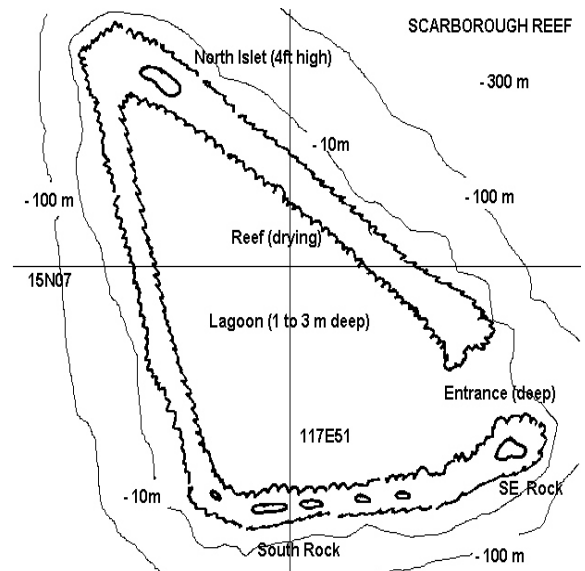 SCARBOROUGH REEF
North Islet (4ft high)
- 300 m
- 10m
- 100 m
- 100 m
Reef (drying)
15N07
Lagoon (1 to 3 m deep)
Entrance (deep)
117E51
- 10m
SE. Rock
South Rock
- 100 m